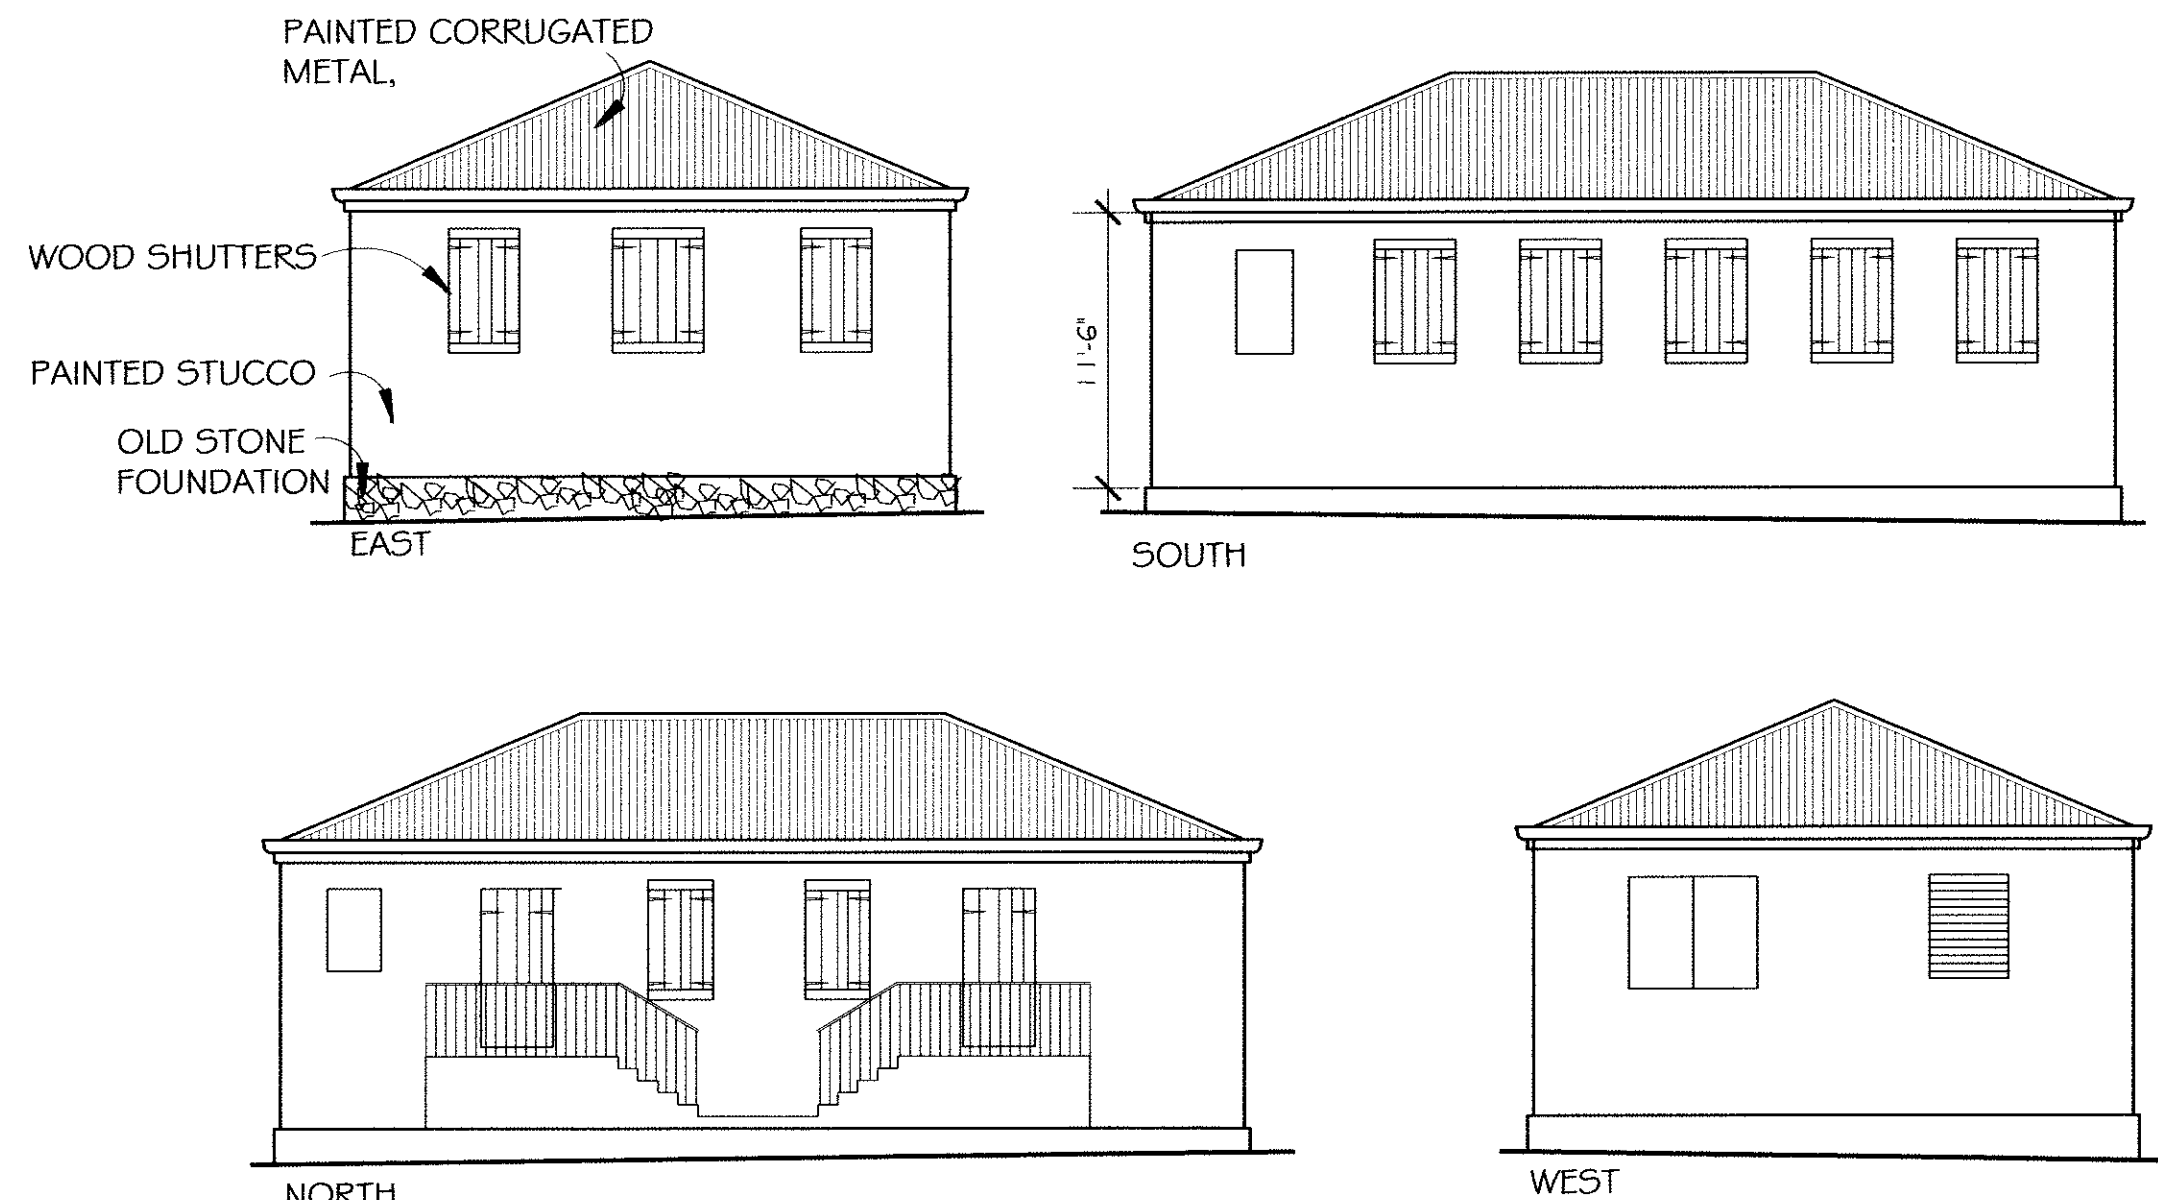 PAINTED CORRUGATED
METAL,
WOOD SHUTTERS
PAINTED STUCCO
OLD STONE
FOUNDATION
EAST
11'-6"
SOUTH
NORTH
WEST